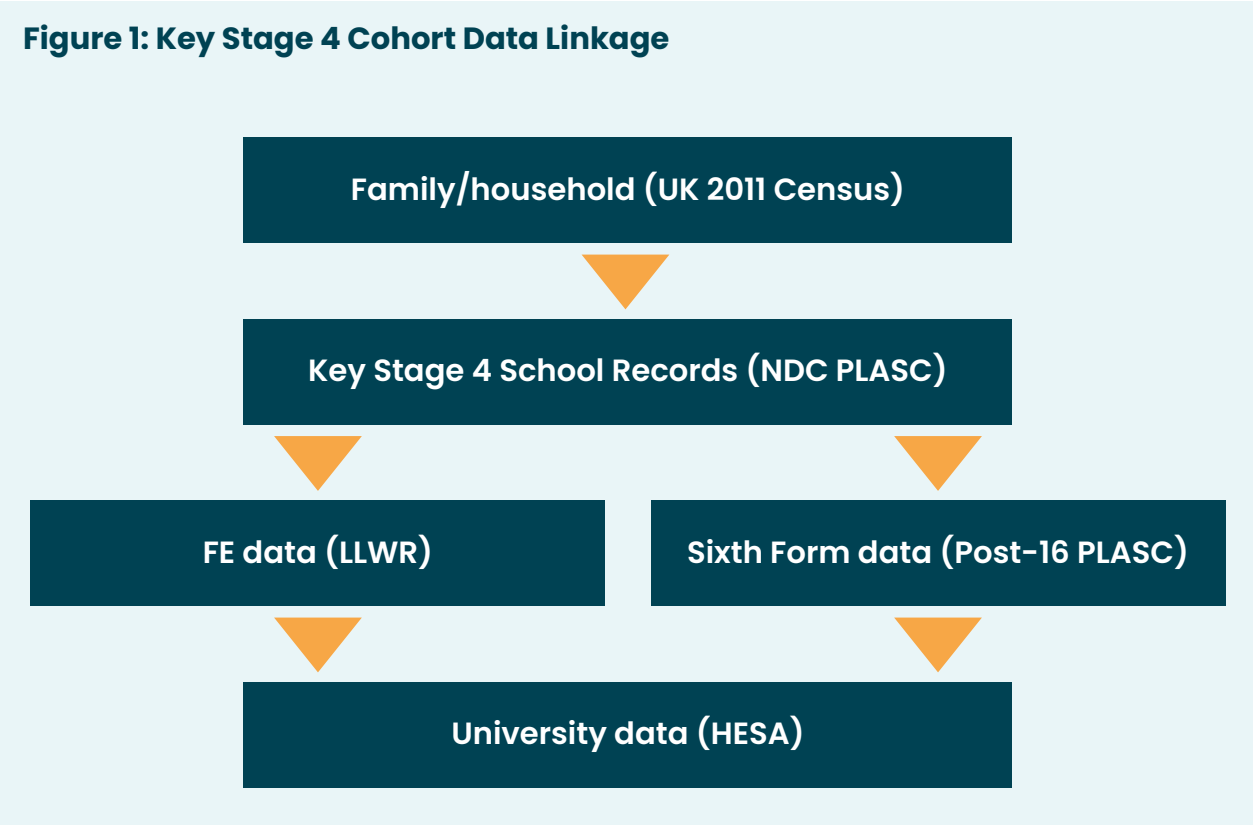 Figure 1: Key Stage 4 Cohort Data Linkage
Family/household (UK 2011 Census)
Key Stage 4 School Records (NDC PLASC)
FE data (LLWR)
Sixth Form data (Post-16 PLASC)
University data (HESA)